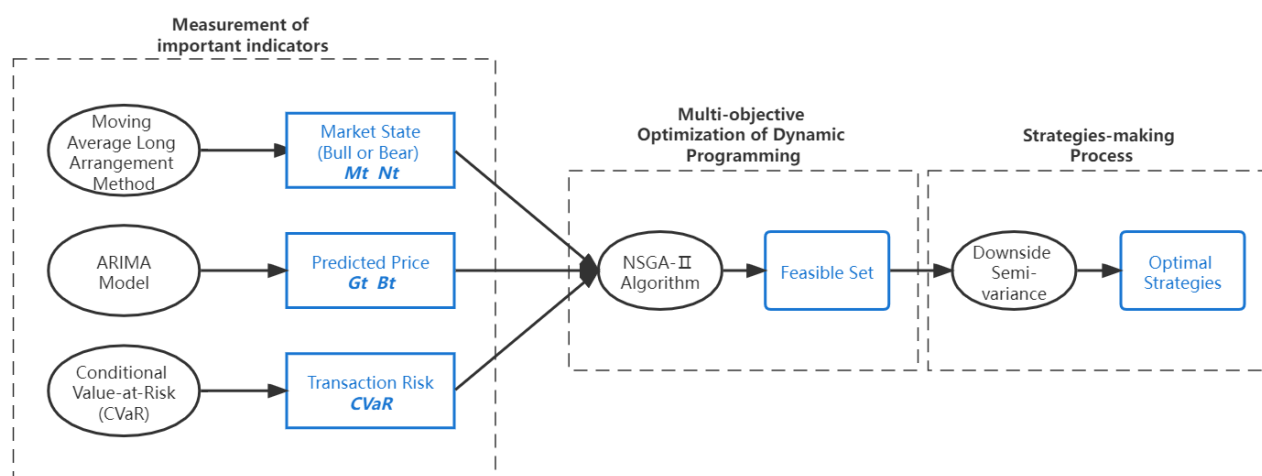 Measurement of
important indicators
Moving
Average Long
Arrangement
Method
Market State
(Bull or Bear)
Mt Nt
ARIMA
Model
Predicted Price
Gt Bt
Conditional
Value-at-Risk
(CVaR)
Transaction Risk
CVaR
Multi-objective
Optimization of Dynamic
Programming
NSGA-Ⅱ
Algorithm
Feasible Set
Strategies-making
Process
Downside
Semi-
variance
Optimal
Strategies